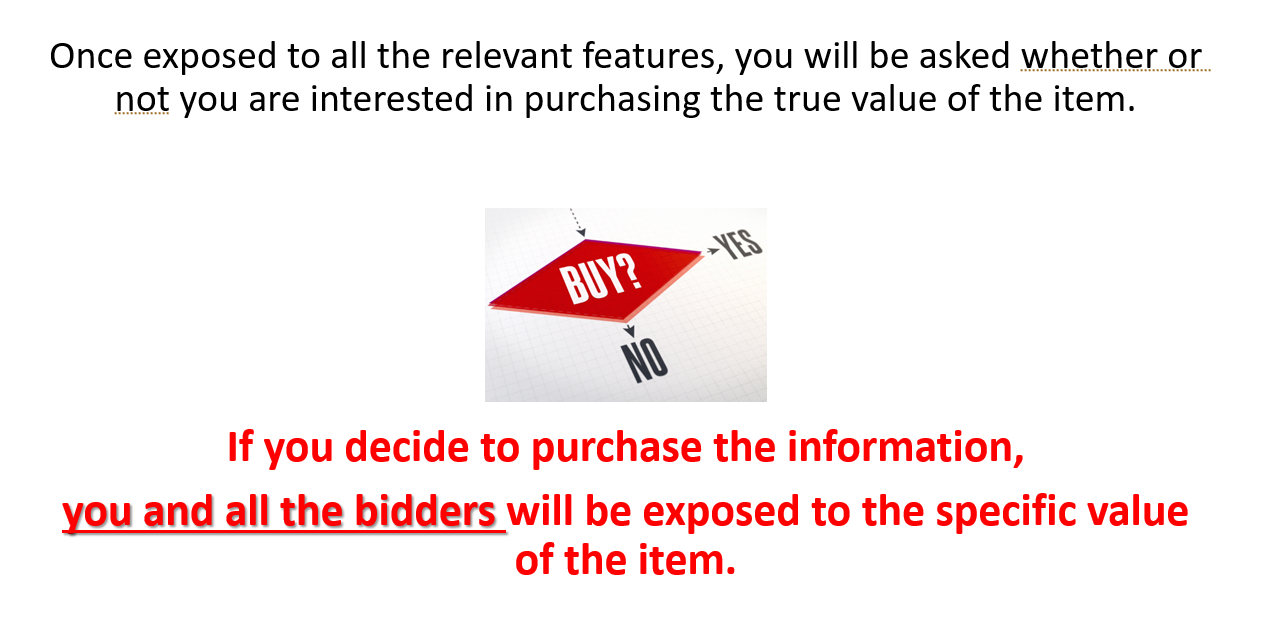 Once exposed to all the relevant features, you will be asked whether or
not you are interested in purchasing the true value of the item.
BUY?
YES
NO
If you decide to purchase the information,
you and all the bidders will be exposed to the specific value
of the item.